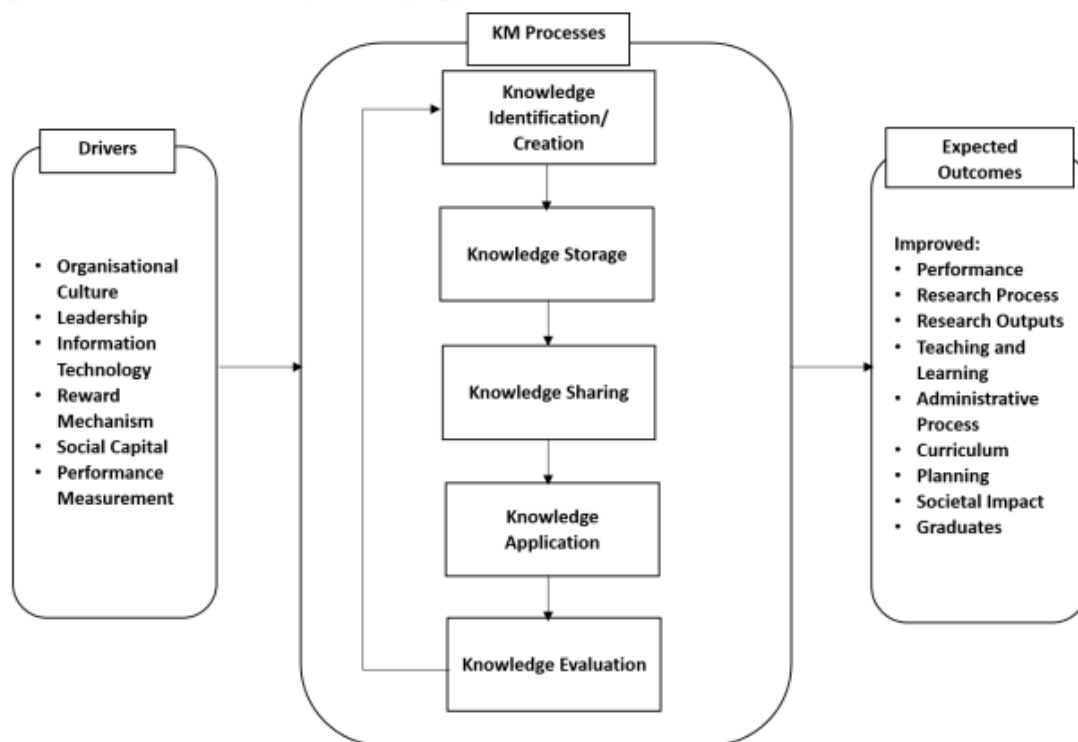 KM Processes
Knowledge
Identification/
Creation
Knowledge Storage
Knowledge Sharing
Knowledge
Application
Knowledge Evaluation
Drivers
• Organisational
Culture
• Leadership
• Information
Technology
• Reward
Mechanism
• Social Capital
• Performance
Measurement
Expected
Outcomes
Improved:
• Performance
• Research Process
• Research Outputs
• Teaching and
Learning
• Administrative
Process
• Curriculum
• Planning
• Societal Impact
• Graduates